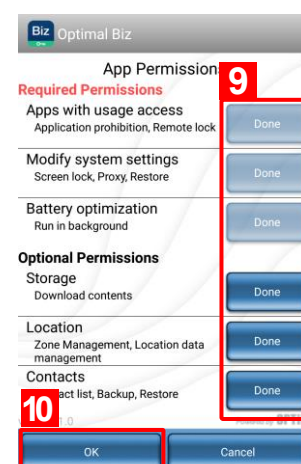 Biz
Optimal Biz
App Permission
9
Required Permissions
Apps with usage access
Application prohibition, Remote lock
Done
Modify system settings
Screen lock, Proxy, Restore
Done
Battery optimization
Run in background
Done
Optional Permissions
Storage
Download contents
Done
Location
Zone Management, Location data
management
Done
Contacts
act list, Backup, Restore
Done
10
1.0
OK
Cancel